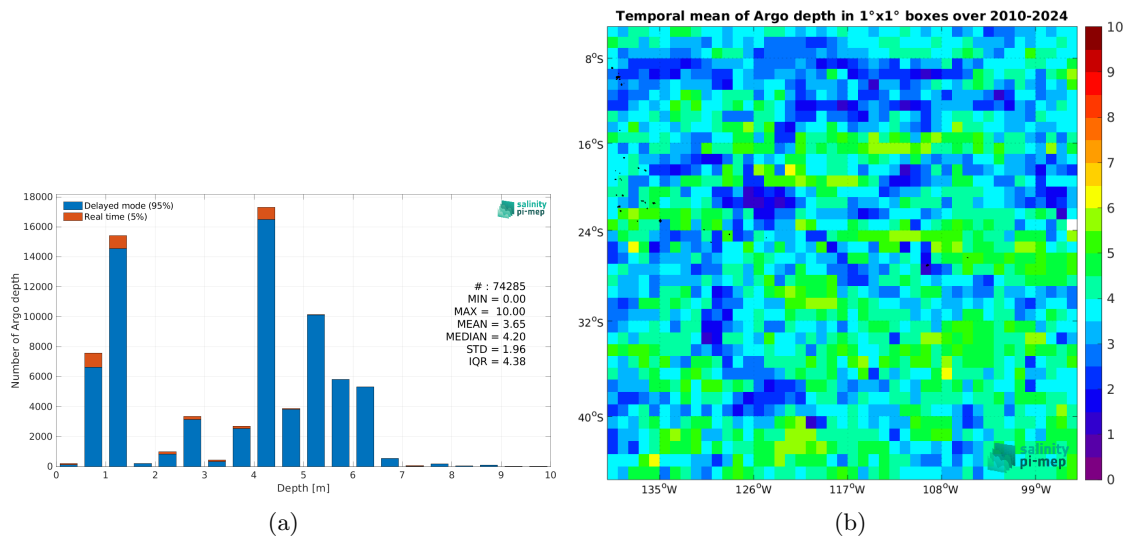 Temporal mean of Argo depth in 1°x1° boxes over 2010-2024
18000
16000
14000
12000
10000
8000
6000
4000
2000
0
Number of Argo depth
Delayed mode (95%)
Real time (5%)
salinity
pi-mep
# : 74285
MIN = 0.00
MAX = 10.00
MEAN = 3.65
MEDIAN = 4.20
STD = 1.96
IQR = 4.38
0 1 2 3 4 5 6 7 8 9 10
Depth [m]
(a)
8°S
16°S
24°S
32°S
40°S
135°W 126°W 117°W 108°W 99°W
salinity
pi-mep
10
9
8
7
6
5
4
3
2
1
0
(b)